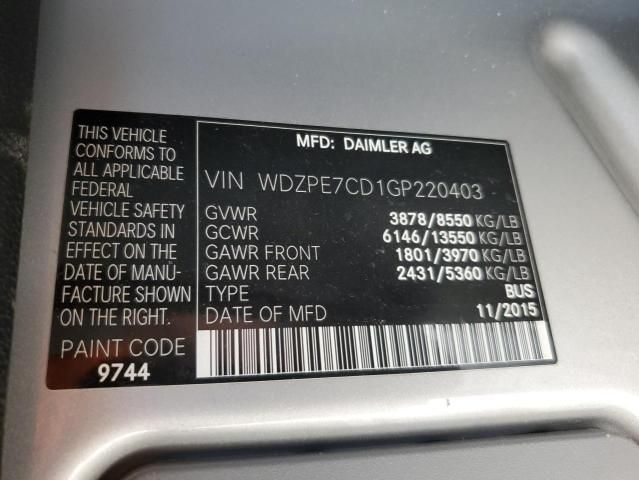 THIS VEHICLE
CONFORMS TO
ALL APPLICABLE
FEDERAL
VEHICLE SAFETY
STANDARDS IN
EFFECT ON THE
DATE OF MANU-
FACTURE SHOWN
ON THE RIGHT.
PAINT CODE
9744
MFD: DAIMLER AG
VIN WDZPE7CD1GP220403
GVWR 3878/8550 KG/LB
GCWR 6146/13550 KG/LB
GAWR FRONT 1801/3970 KG/LB
GAWR REAR 2431/5360 KG/LB
TYPE BUS
DATE OF MFD 11/2015